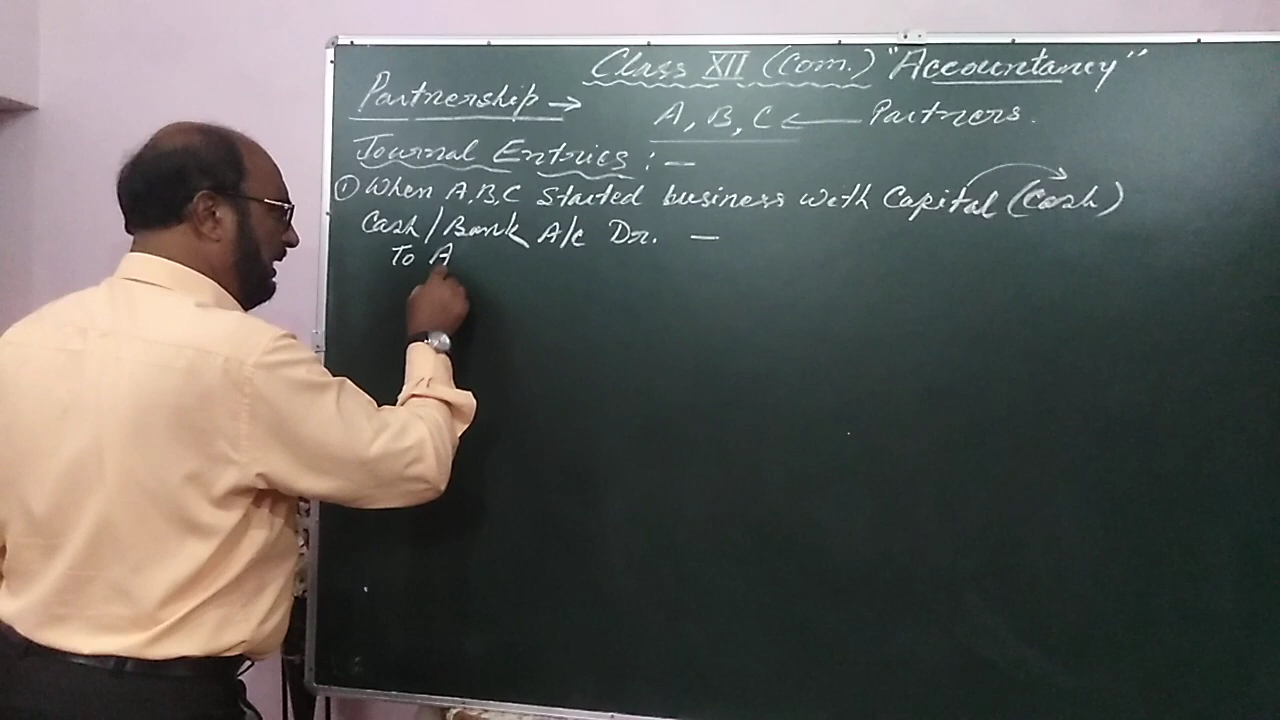 Class XII (Com.) "Accountancy"
Partnership →
A, B, C ← Partners.
Journal Entries : –
① When A, B, C started business with Capital (Cash)
Cash/Bank A/c Dr. —
To A